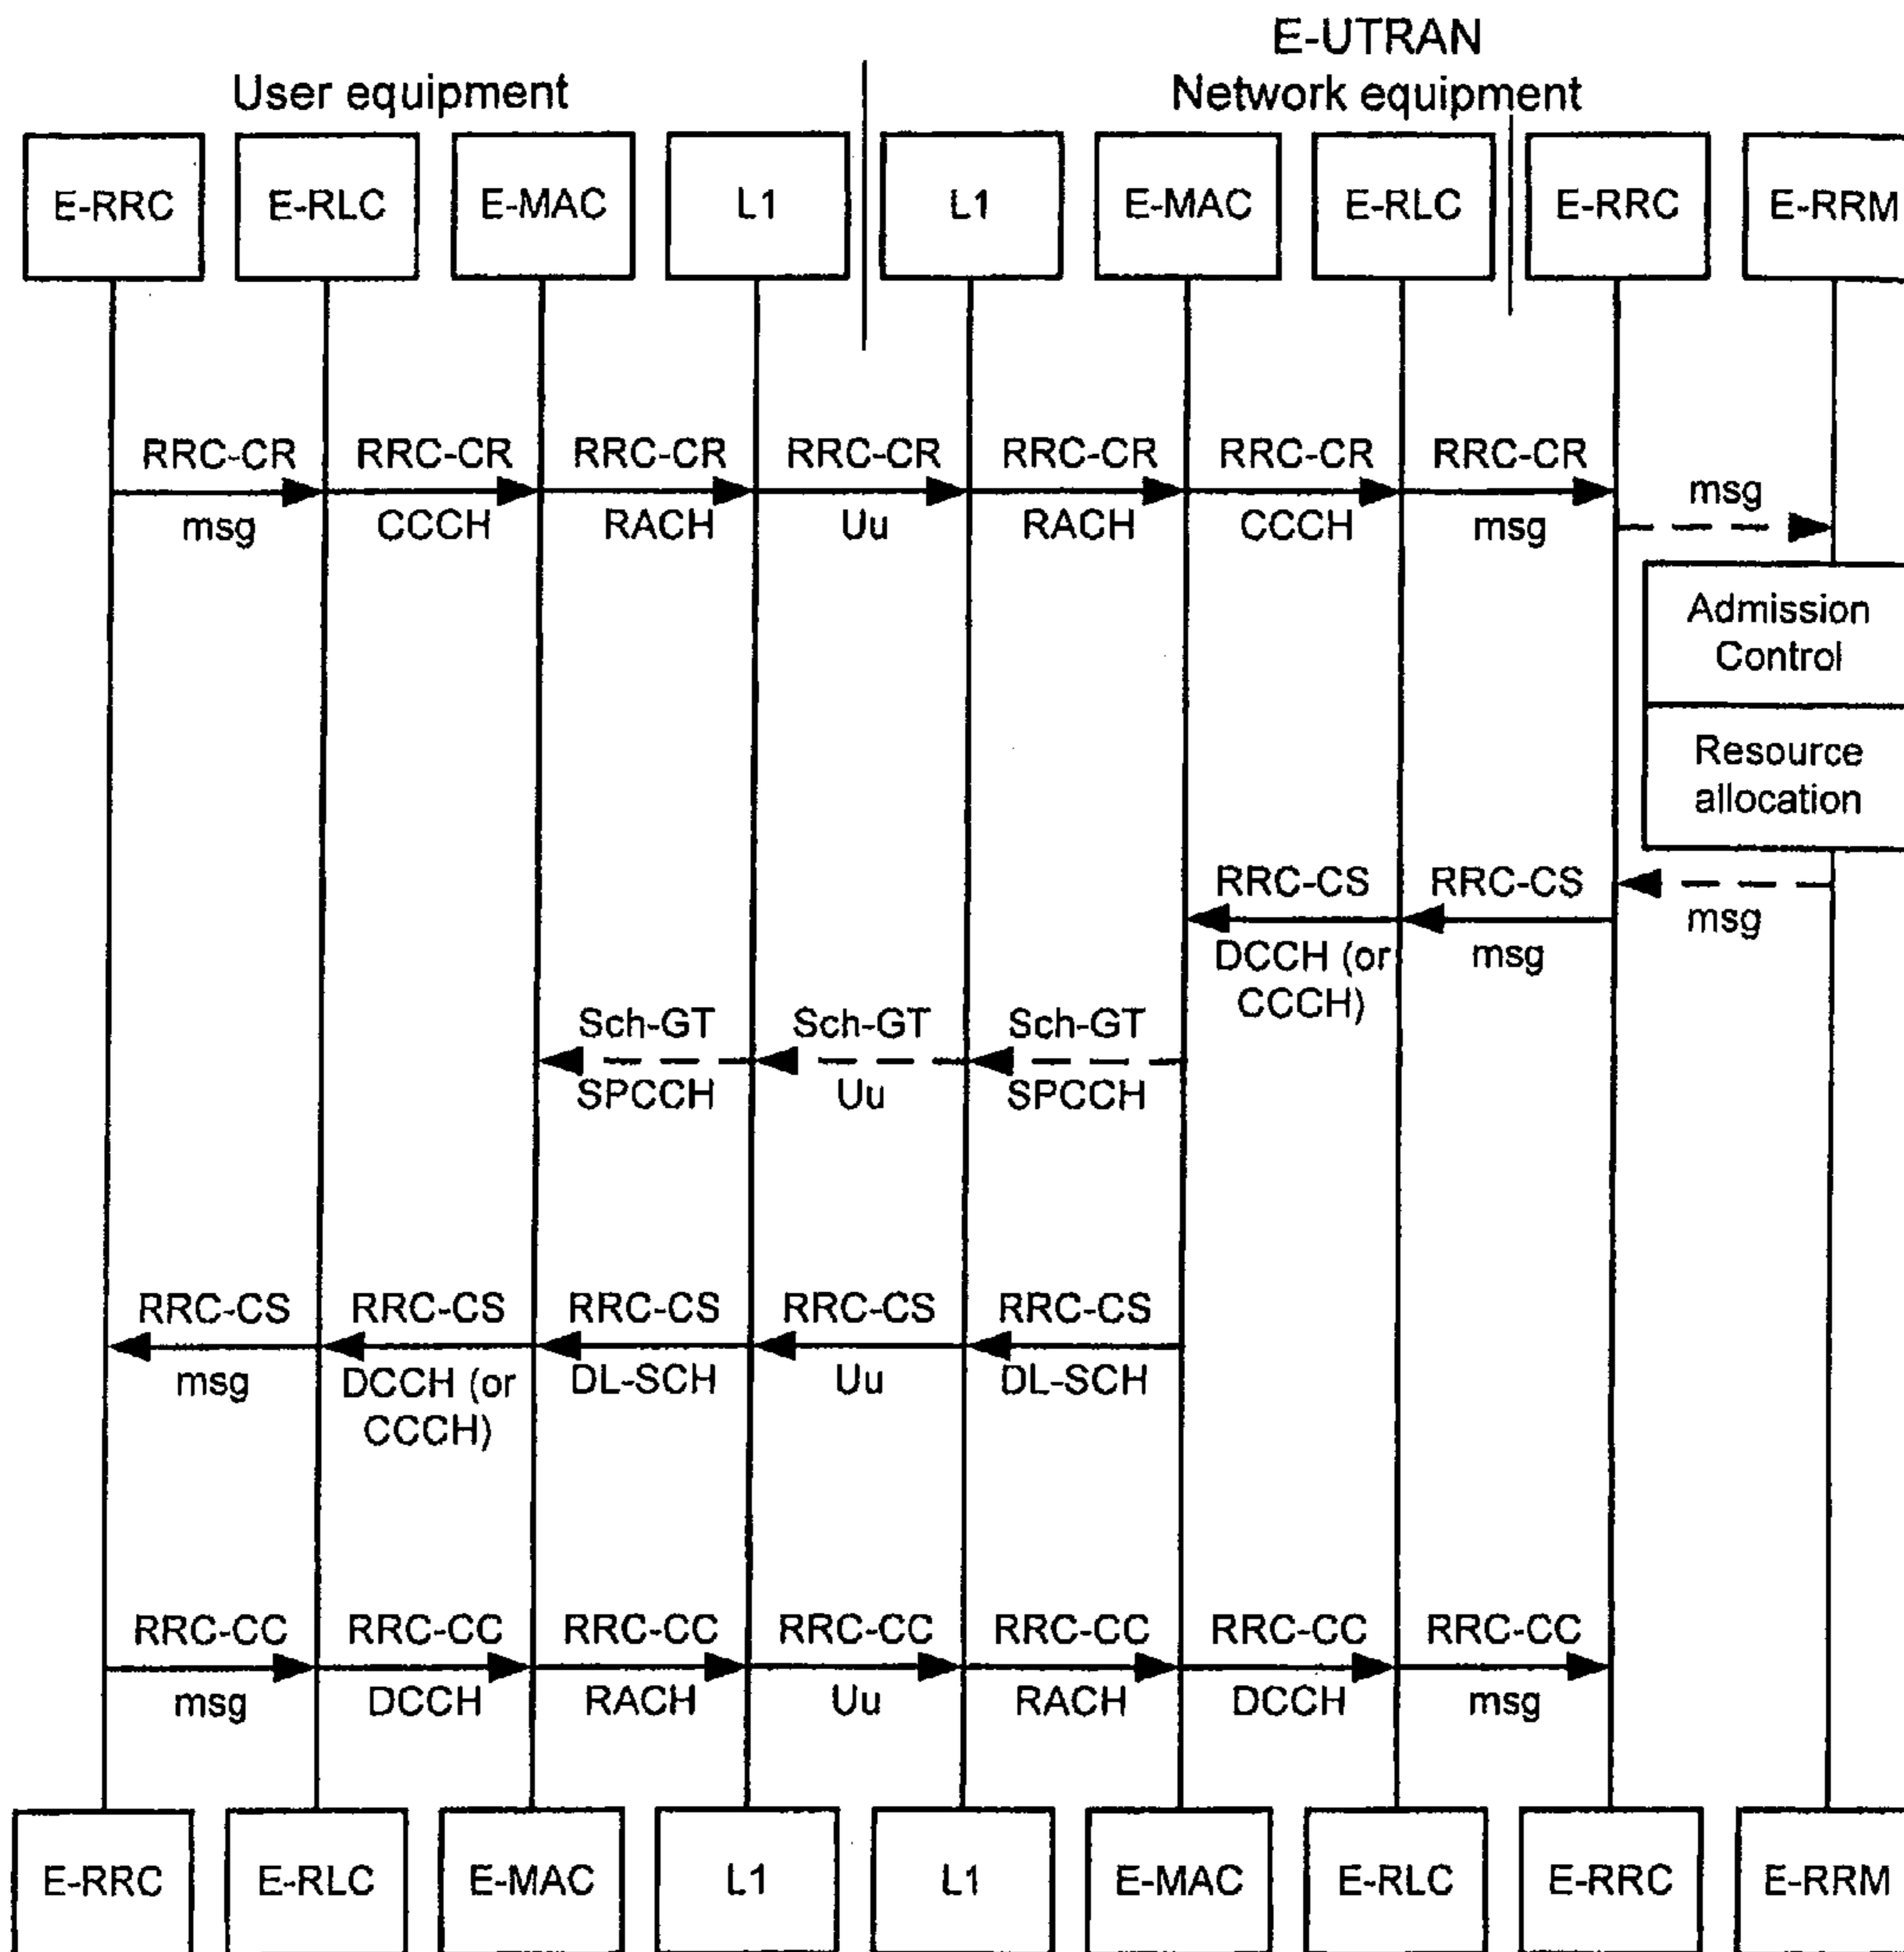 E-UTRAN
User equipment
Network equipment
E-RRC E-RLC E-MAC L1 L1 E-MAC E-RLC E-RRC E-RRM
RRC-CR RRC-CR RRC-CR RRC-CR RRC-CR RRC-CR RRC-CR
msg CCCH RACH Uu RACH CCCH msg
msg
Admission
Control
Resource
allocation
RRC-CS RRC-CS
msg
DCCH (or msg
CCCH)
Sch-GT Sch-GT Sch-GT
SPCCH Uu SPCCH
RRC-CS RRC-CS RRC-CS RRC-CS RRC-CS
msg DCCH (or DL-SCH Uu DL-SCH
CCCH)
RRC-CC RRC-CC RRC-CC RRC-CC RRC-CC RRC-CC RRC-CC
msg DCCH RACH Uu RACH DCCH msg
E-RRC E-RLC E-MAC L1 L1 E-MAC E-RLC E-RRC E-RRM